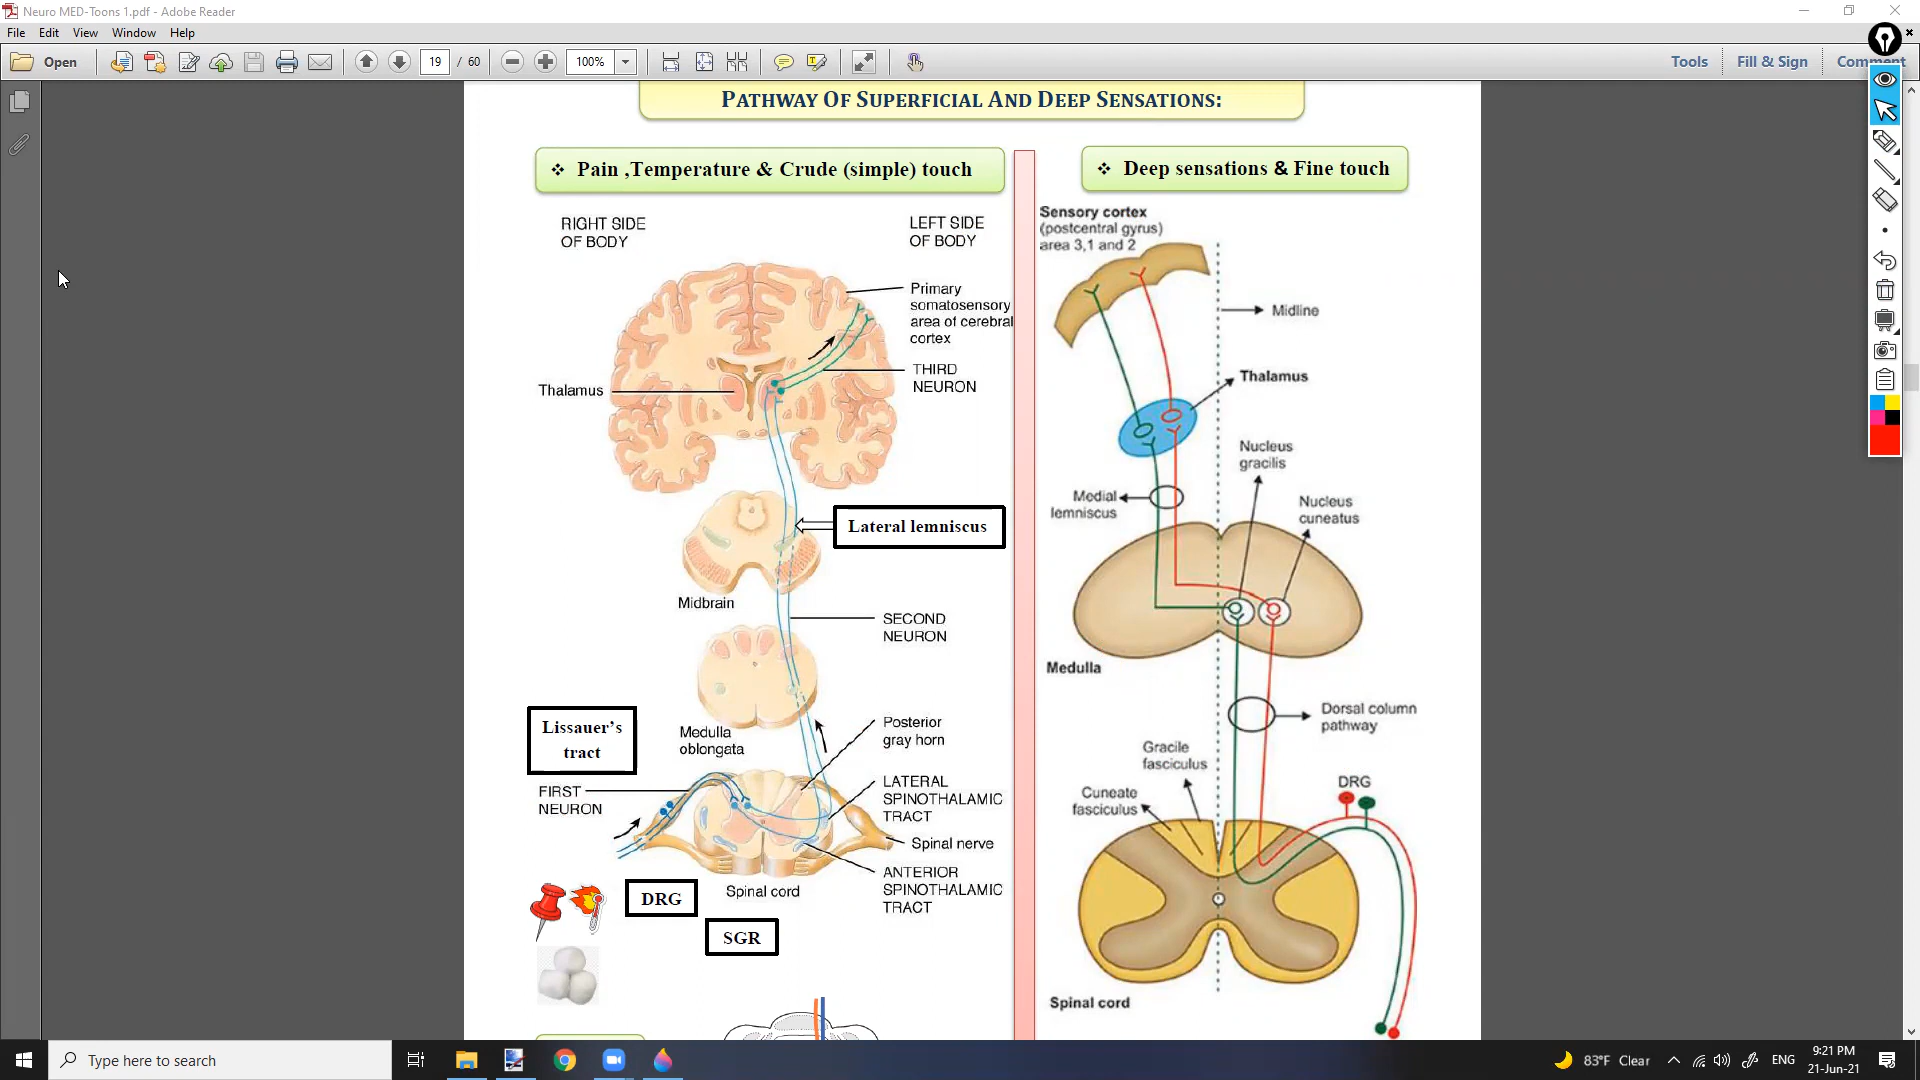 Neuro MED-Toons 1.pdf - Adobe Reader
File Edit View Window Help
Open
19 / 60
100%
Tools
Fill & Sign
Comment
PATHWAY OF SUPERFICIAL AND DEEP SENSATIONS:
❖ Pain ,Temperature & Crude (simple) touch
RIGHT SIDE
OF BODY
LEFT SIDE
OF BODY
Primary
somatosensory
area of cerebral
cortex
THIRD
NEURON
Thalamus
Lateral lemniscus
Midbrain
SECOND
NEURON
Lissauer's
tract
Medulla
oblongata
Posterior
gray horn
FIRST
NEURON
LATERAL
SPINOTHALAMIC
TRACT
Spinal nerve
ANTERIOR
SPINOTHALAMIC
TRACT
Spinal cord
DRG
SGR
❖ Deep sensations & Fine touch
Sensory cortex
(postcentral gyrus)
area 3,1 and 2
Midline
Thalamus
Nucleus
gracilis
Medial
lemniscus
Nucleus
cuneatus
Medulla
Dorsal column
pathway
Gracile
fasciculus
Cuneate
fasciculus
DRG
Spinal cord
Type here to search
83°F Clear
ENG
9:21 PM
21-Jun-21